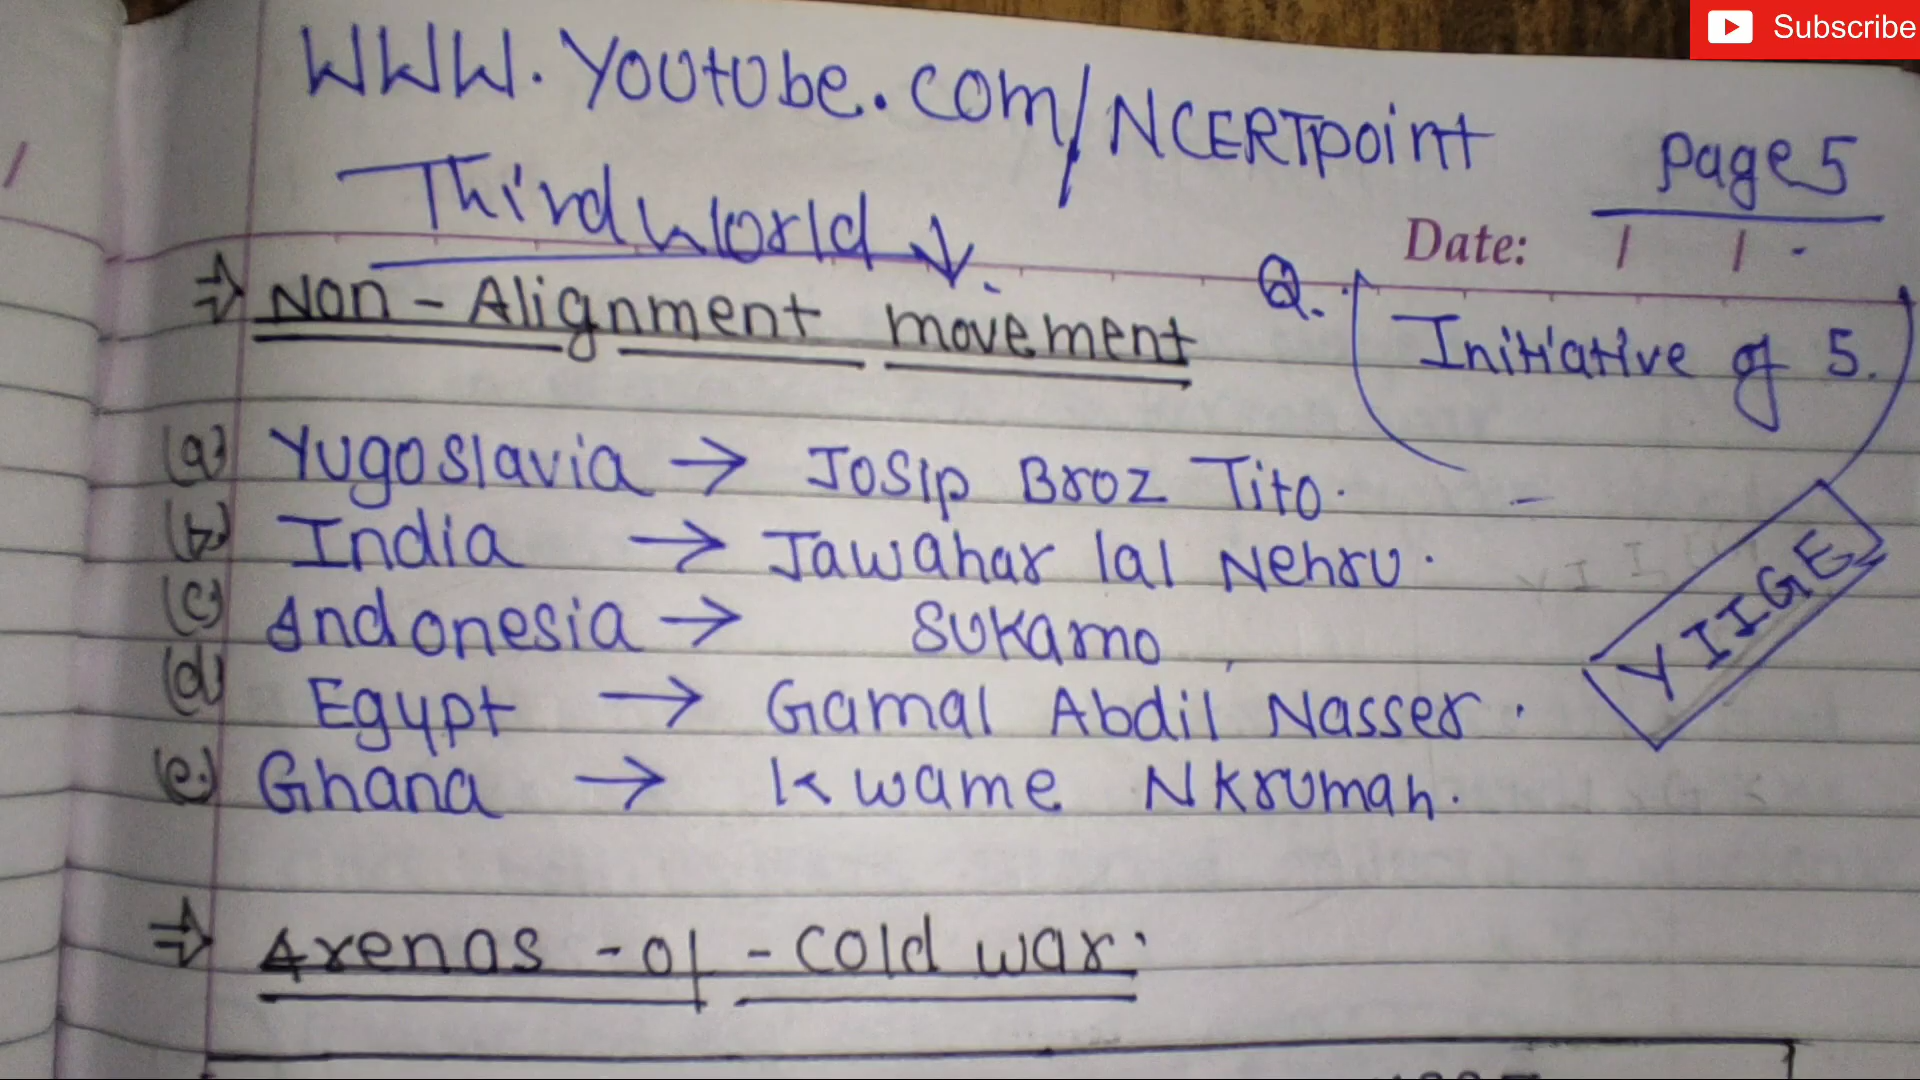 Subscribe
WWW.Youtube.com/NCERTpoint
Page 5
Third World
Date:
⇒ Non-Alignment movement
Q. Initiative of 5.
(a) Yugoslavia → Josip Broz Tito.
(b) India → Jawahar lal Nehru.
(c) Indonesia → Sukarno
(d) Egypt → Gamal Abdil Nasser.
(e) Ghana → Kwame Nkrumah.
YIIGE
⇒ Arenas-of-cold war.